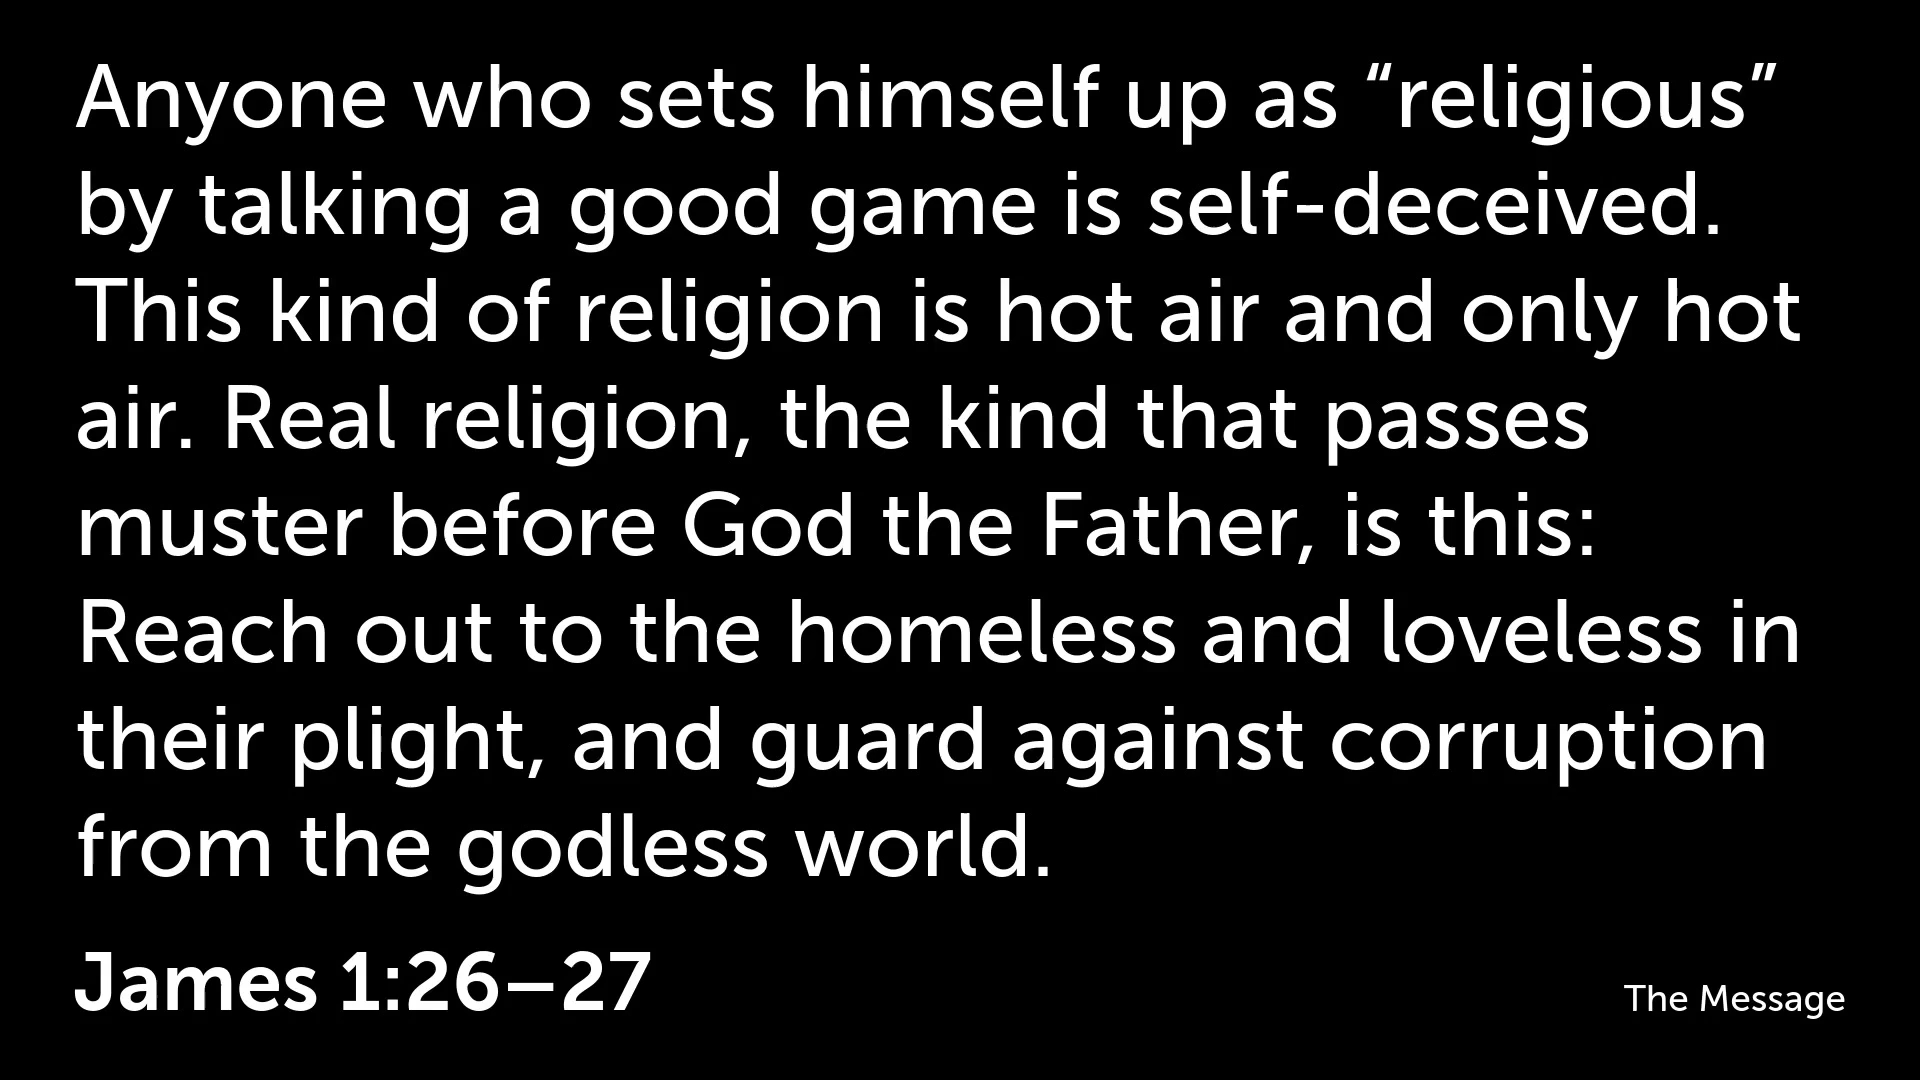 Anyone who sets himself up as “religious”
by talking a good game is self-deceived.
This kind of religion is hot air and only hot
air. Real religion, the kind that passes
muster before God the Father, is this:
Reach out to the homeless and loveless in
their plight, and guard against corruption
from the godless world.
James 1:26–27
The Message